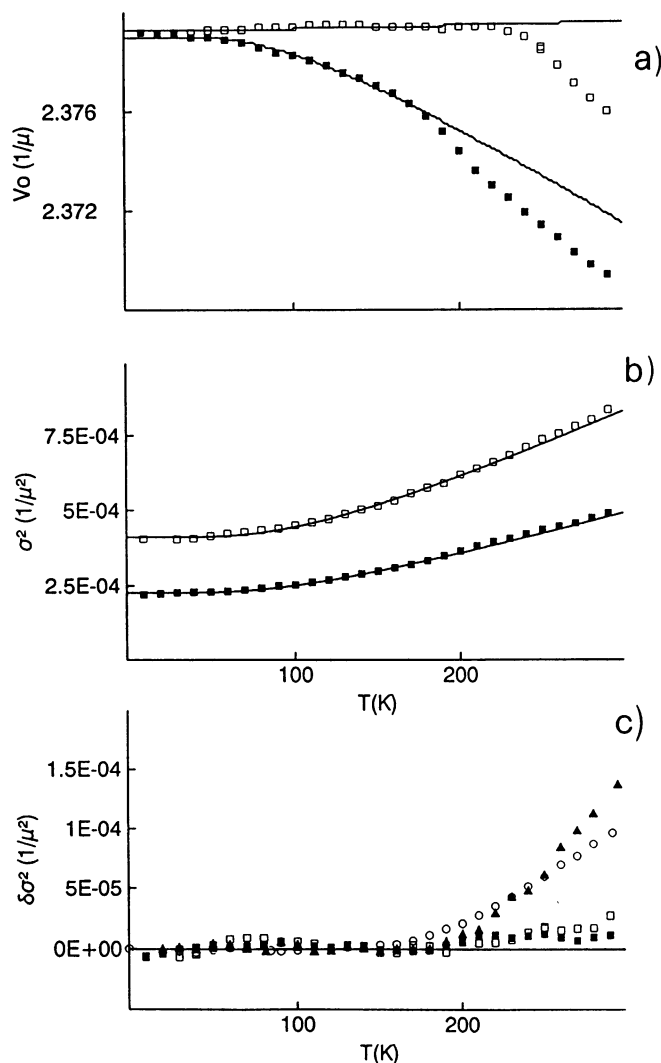 a)
2.376
2.372
Vo (1/μ)
b)
7.5E-04
5E-04
2.5E-04
σ² (1/μ²)
100
200
T(K)
c)
1.5E-04
1E-04
5E-05
0E+00
δσ² (1/μ²)
100
200
T(K)